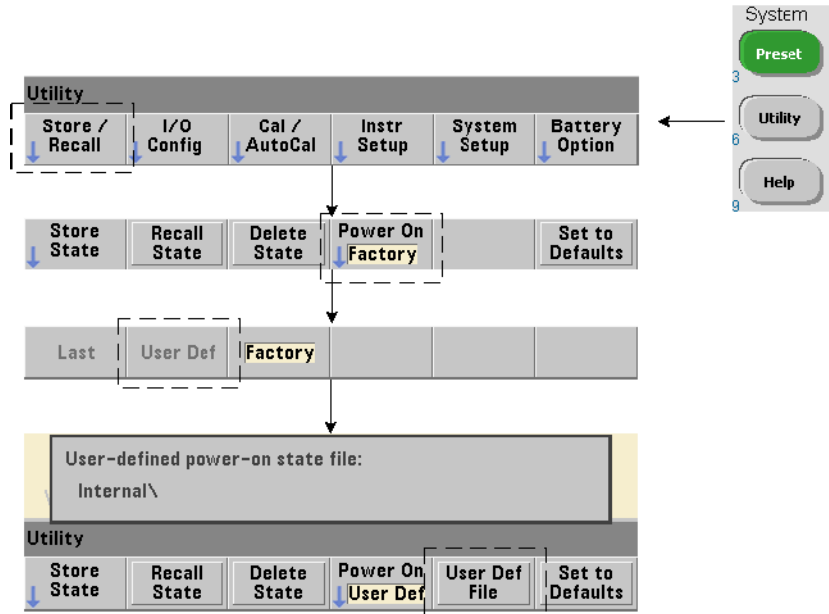 System
Preset
3
Utility
6
Help
9
Utility
Store / Recall
I/O Config
Cal / AutoCal
Instr Setup
System Setup
Battery Option
Store State
Recall State
Delete State
Power On Factory
Set to Defaults
Last
User Def
Factory
User-defined power-on state file:
Internal\
Utility
Store State
Recall State
Delete State
Power On User Def
User Def File
Set to Defaults